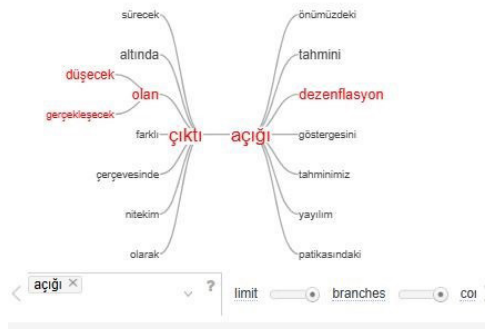 sürecek
önümüzdeki
altında
tahmini
düşecek
olan
dezenflasyon
gerçekleşecek
farklı
çıktı
açığı
göstergesini
çerçevesinde
tahminimiz
nitekim
yayılım
olarak
patikasındaki
açığı ×
?
limit
branches